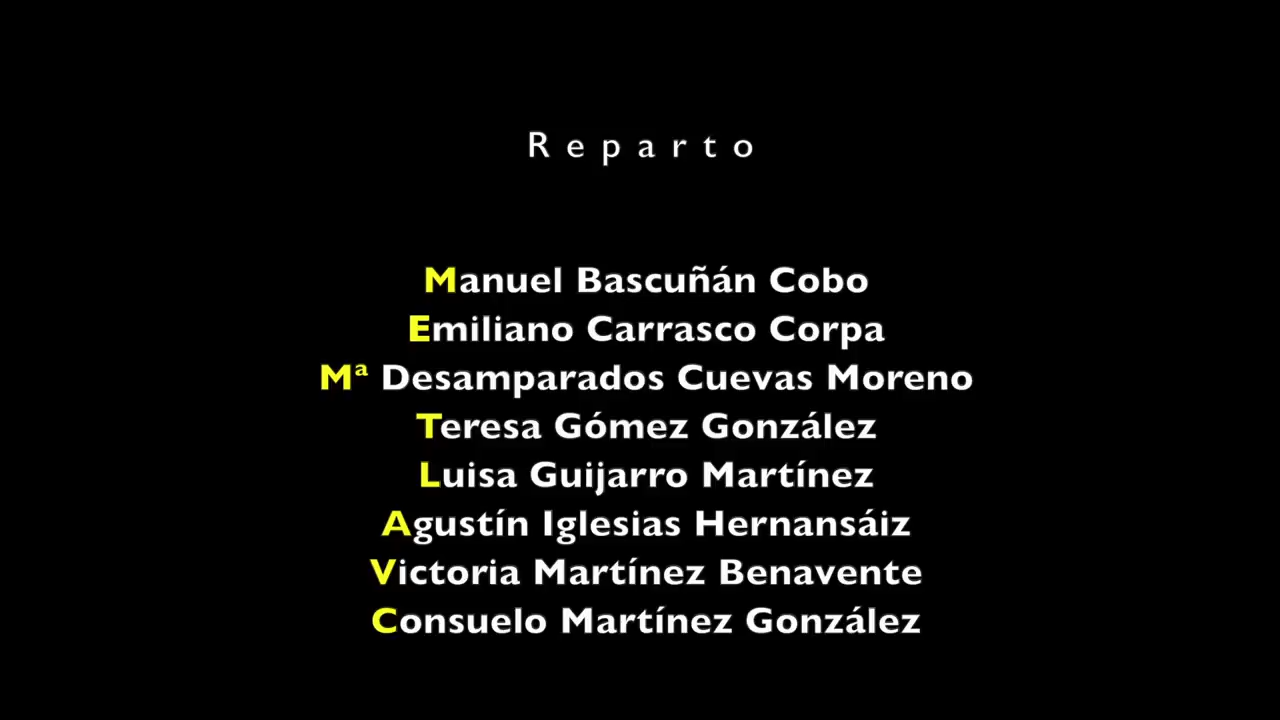 Reparto
Manuel Bascuñán Cobo
Emiliano Carrasco Corpa
Mª Desamparados Cuevas Moreno
Teresa Gómez González
Luisa Guijarro Martínez
Agustín Iglesias Hernansáiz
Victoria Martínez Benavente
Consuelo Martínez González